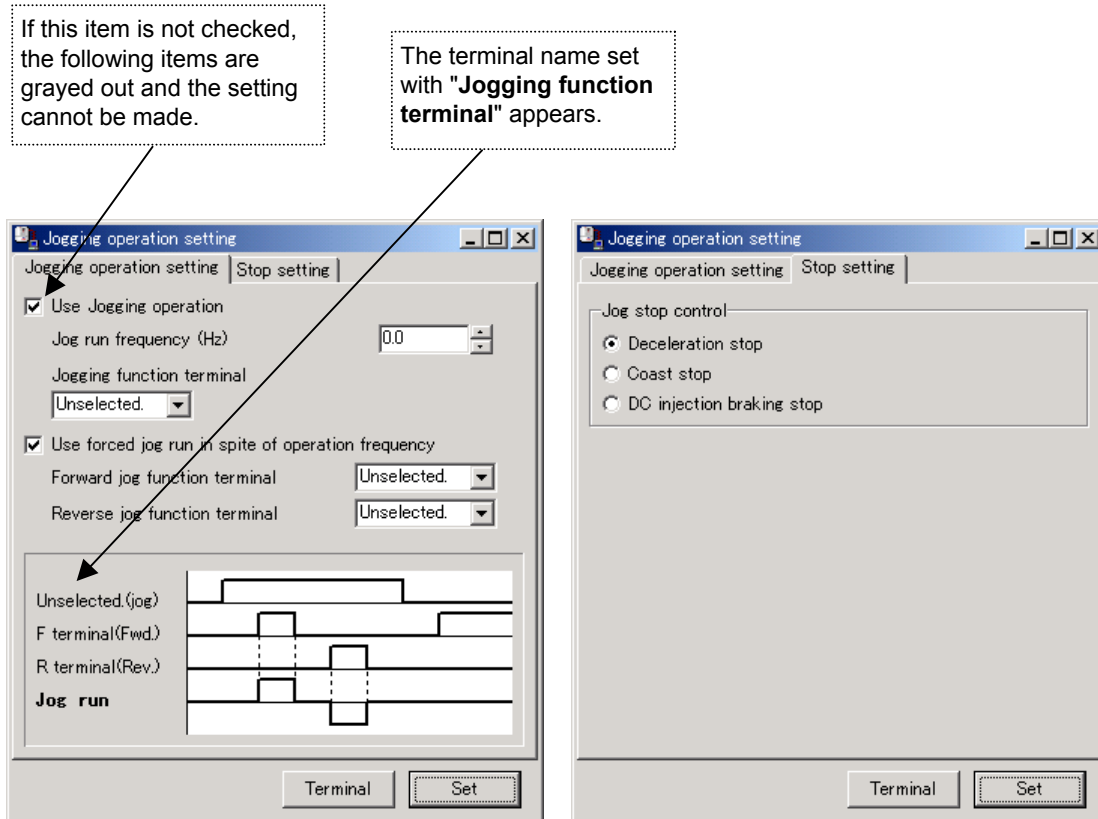 If this item is not checked,
the following items are
grayed out and the setting
cannot be made.
The terminal name set
with "Jogging function
terminal" appears.
Jogging operation setting
Jogging operation setting
Stop setting
Use Jogging operation
Jog run frequency (Hz)
0.0
Jogging function terminal
Unselected.
Use forced jog run in spite of operation frequency
Forward jog function terminal
Unselected.
Reverse jog function terminal
Unselected.
Unselected.(jog)
F terminal(Fwd.)
R terminal(Rev.)
Jog run
Terminal
Set
Jogging operation setting
Jogging operation setting
Stop setting
Jog stop control
Deceleration stop
Coast stop
DC injection braking stop
Terminal
Set